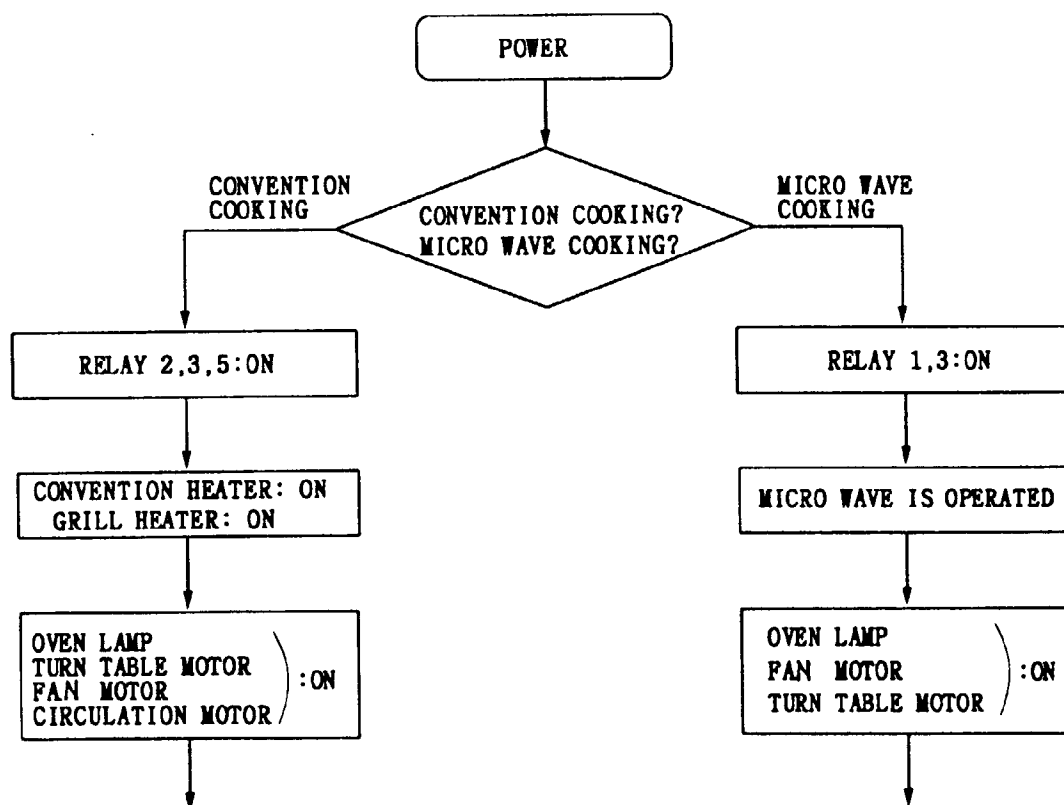 POWER
CONVENTION
COOKING
CONVENTION COOKING?
MICRO WAVE COOKING?
MICRO WAVE
COOKING
RELAY 2,3,5:ON
RELAY 1,3:ON
CONVENTION HEATER: ON
GRILL HEATER: ON
MICRO WAVE IS OPERATED
OVEN LAMP
TURN TABLE MOTOR
FAN MOTOR
CIRCULATION MOTOR
:ON
OVEN LAMP
FAN MOTOR
TURN TABLE MOTOR
:ON